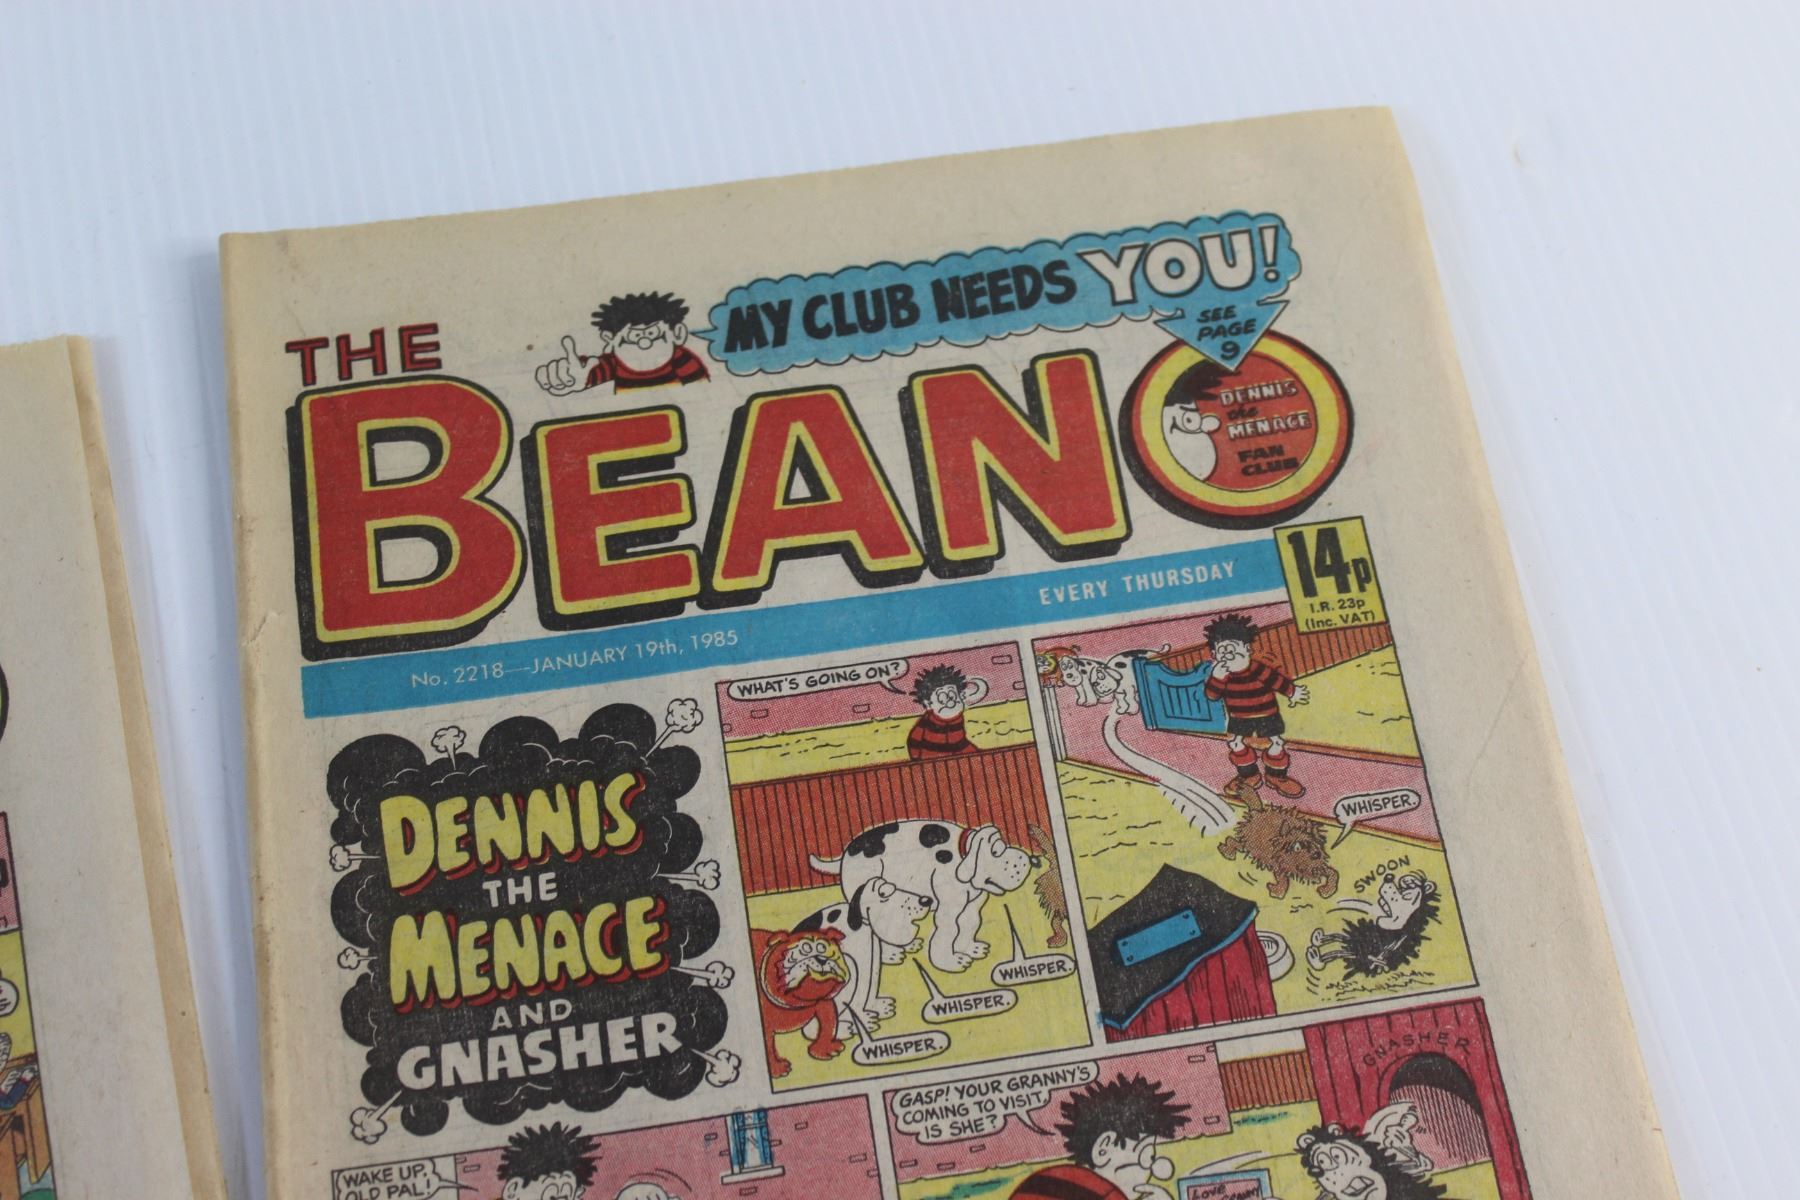 MY CLUB NEEDS YOU!
SEE
PAGE
9
THE
BEANO
DENNIS
the
MENACE
FAN
CLUB
14p
I.R. 23p
(Inc. VAT)
EVERY THURSDAY
No. 2218—JANUARY 19th, 1985
DENNIS
THE
MENACE
AND
GNASHER
WHAT'S GOING ON?
WHISPER.
WHISPER.
WHISPER.
WHISPER.
SWOON
WAKE UP,
OLD PAL!
GASP! YOUR GRANNY'S
COMING TO VISIT,
IS SHE?
GNASHER
LOVE